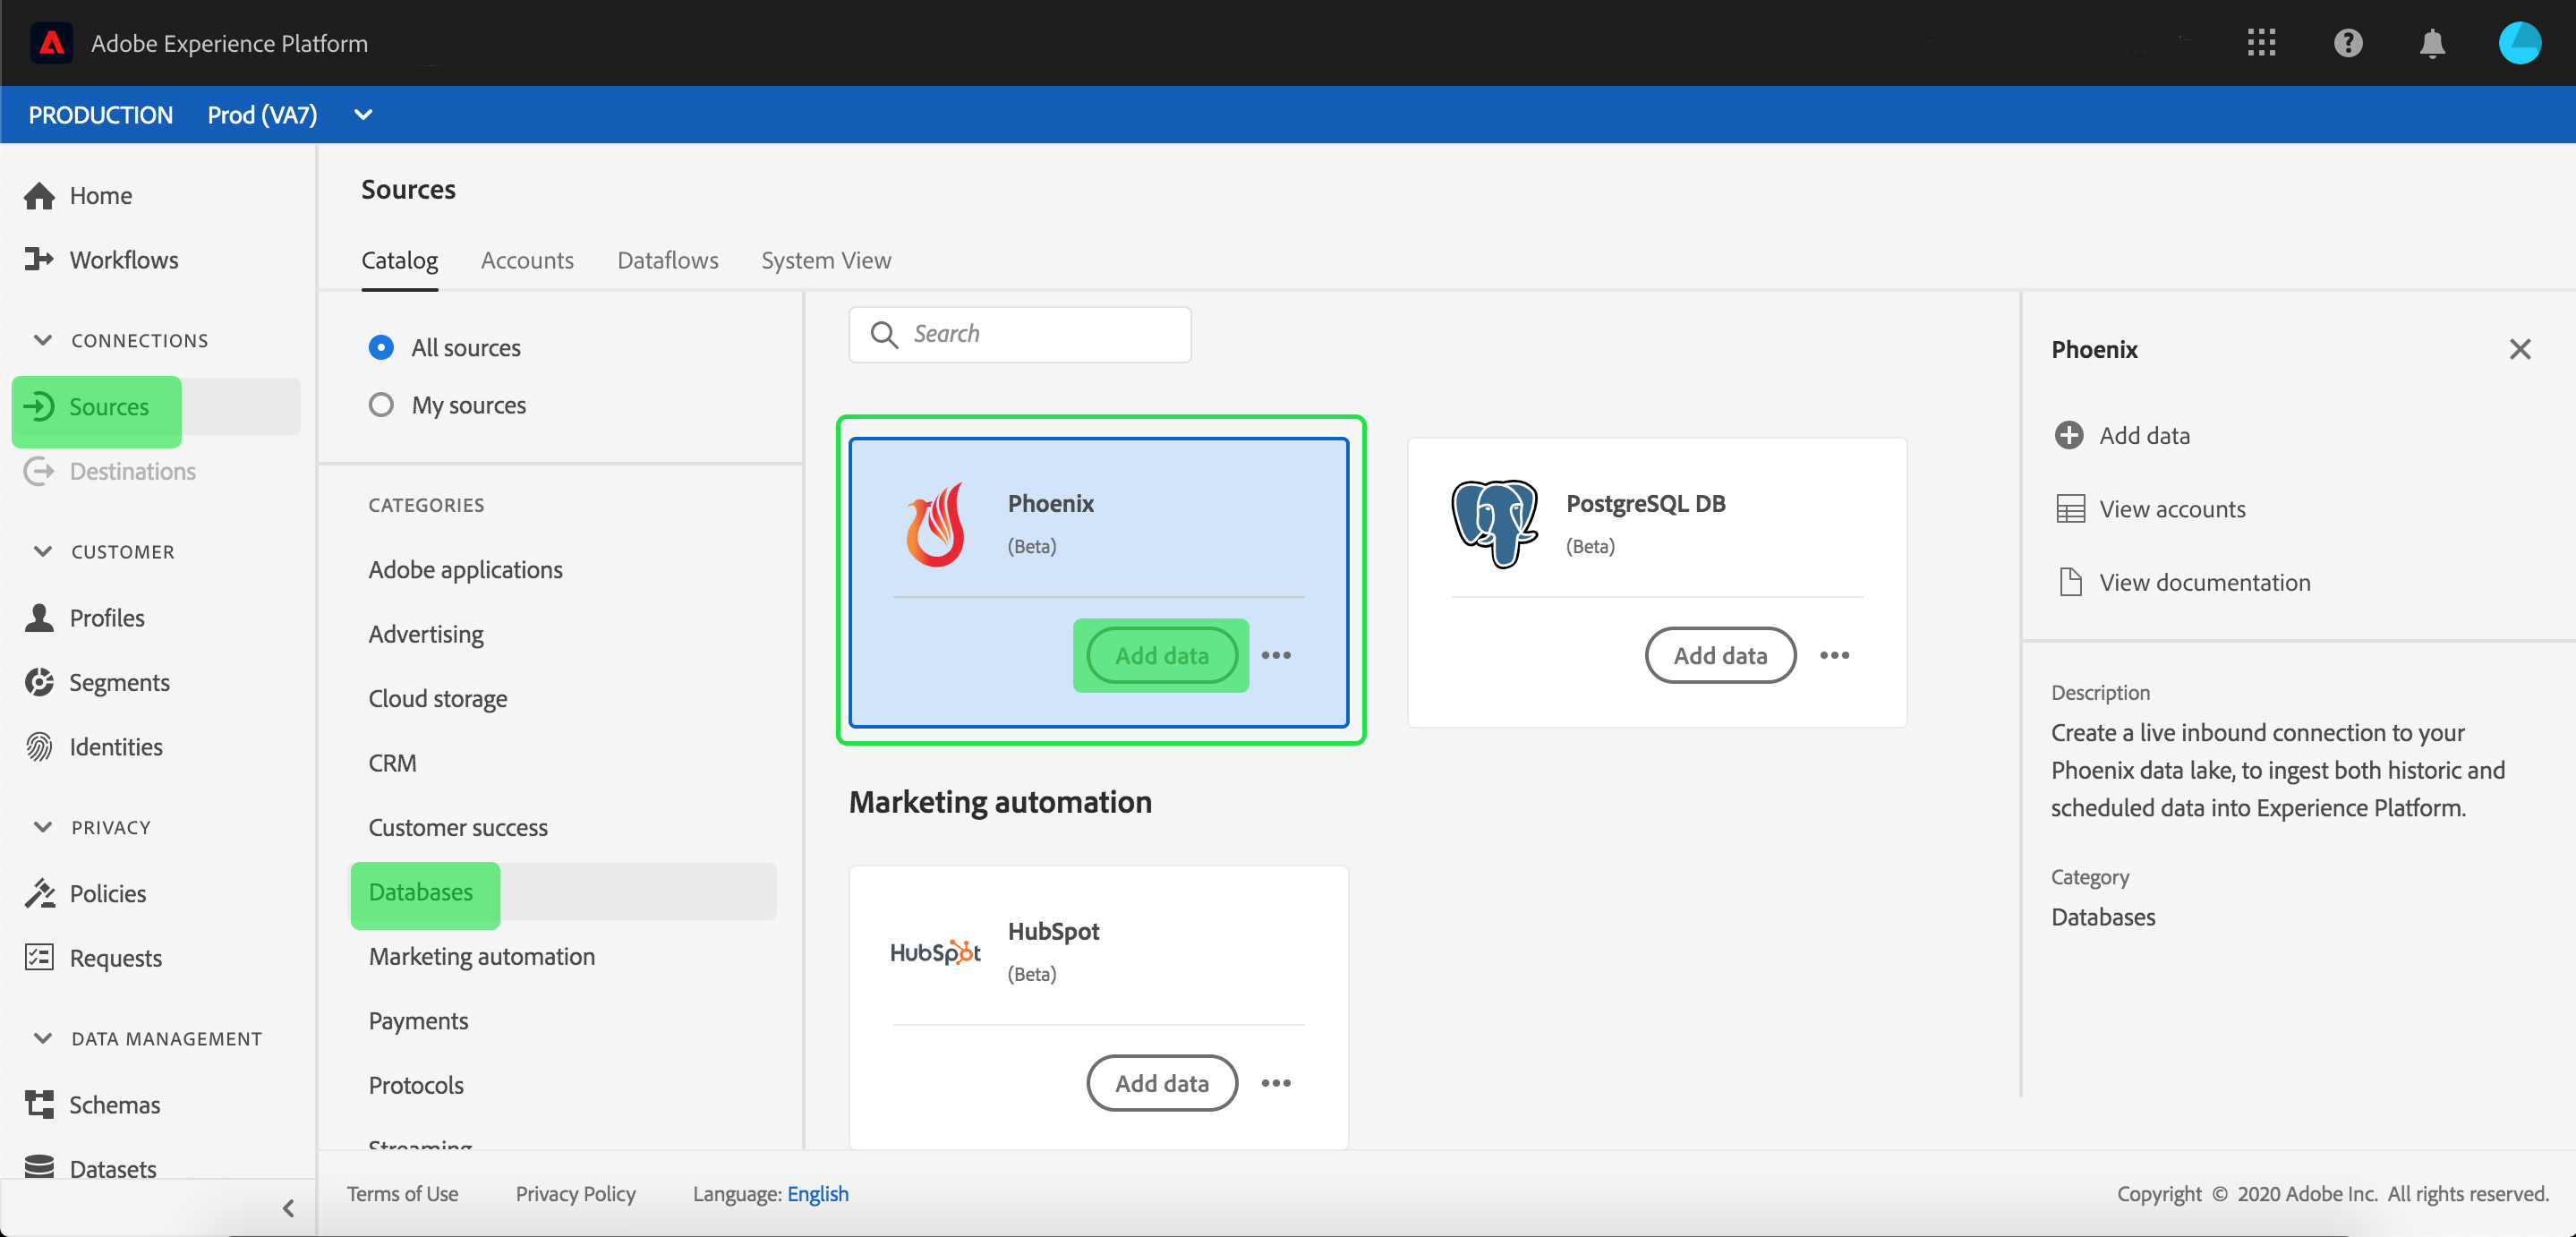 Adobe Experience Platform
PRODUCTION Prod (VA7)
Home
Workflows
CONNECTIONS
Sources
Destinations
CUSTOMER
Profiles
Segments
Identities
PRIVACY
Policies
Requests
DATA MANAGEMENT
Schemas
Datasets
Sources
Catalog Accounts Dataflows System View
All sources
My sources
CATEGORIES
Adobe applications
Advertising
Cloud storage
CRM
Customer success
Databases
Marketing automation
Payments
Protocols
Streaming
Search
Phoenix
(Beta)
Add data
PostgreSQL DB
(Beta)
Add data
Marketing automation
HubSpot
HubSpot
(Beta)
Add data
Phoenix
Add data
View accounts
View documentation
Description
Create a live inbound connection to your
Phoenix data lake, to ingest both historic and
scheduled data into Experience Platform.
Category
Databases
Terms of Use Privacy Policy Language: English
Copyright © 2020 Adobe Inc. All rights reserved.